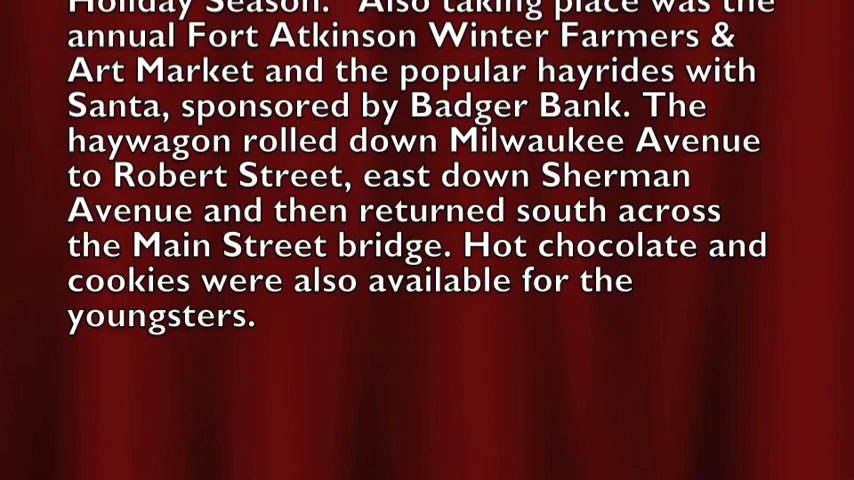 Holiday Season." Also taking place was the
annual Fort Atkinson Winter Farmers &
Art Market and the popular hayrides with
Santa, sponsored by Badger Bank. The
haywagon rolled down Milwaukee Avenue
to Robert Street, east down Sherman
Avenue and then returned south across
the Main Street bridge. Hot chocolate and
cookies were also available for the
youngsters.